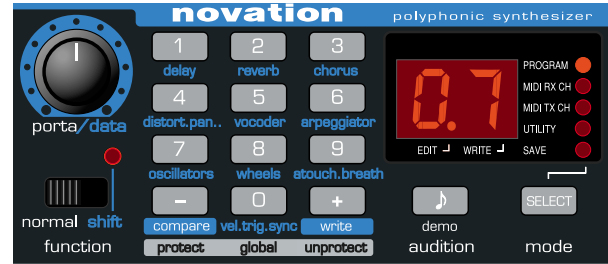 novation polyphonic synthesizer
1 2 3
delay reverb chorus
4 5 6
distort.pan.. vocoder arpeggiator
7 8 9
oscillators wheels atouch.breath
- 0 +
compare vel.trig.sync write
protect global unprotect
porta/data
normal shift
function
0.7
EDIT WRITE
PROGRAM
MIDI RX CH
MIDI TX CH
UTILITY
SAVE
♪
demo
audition
SELECT
mode